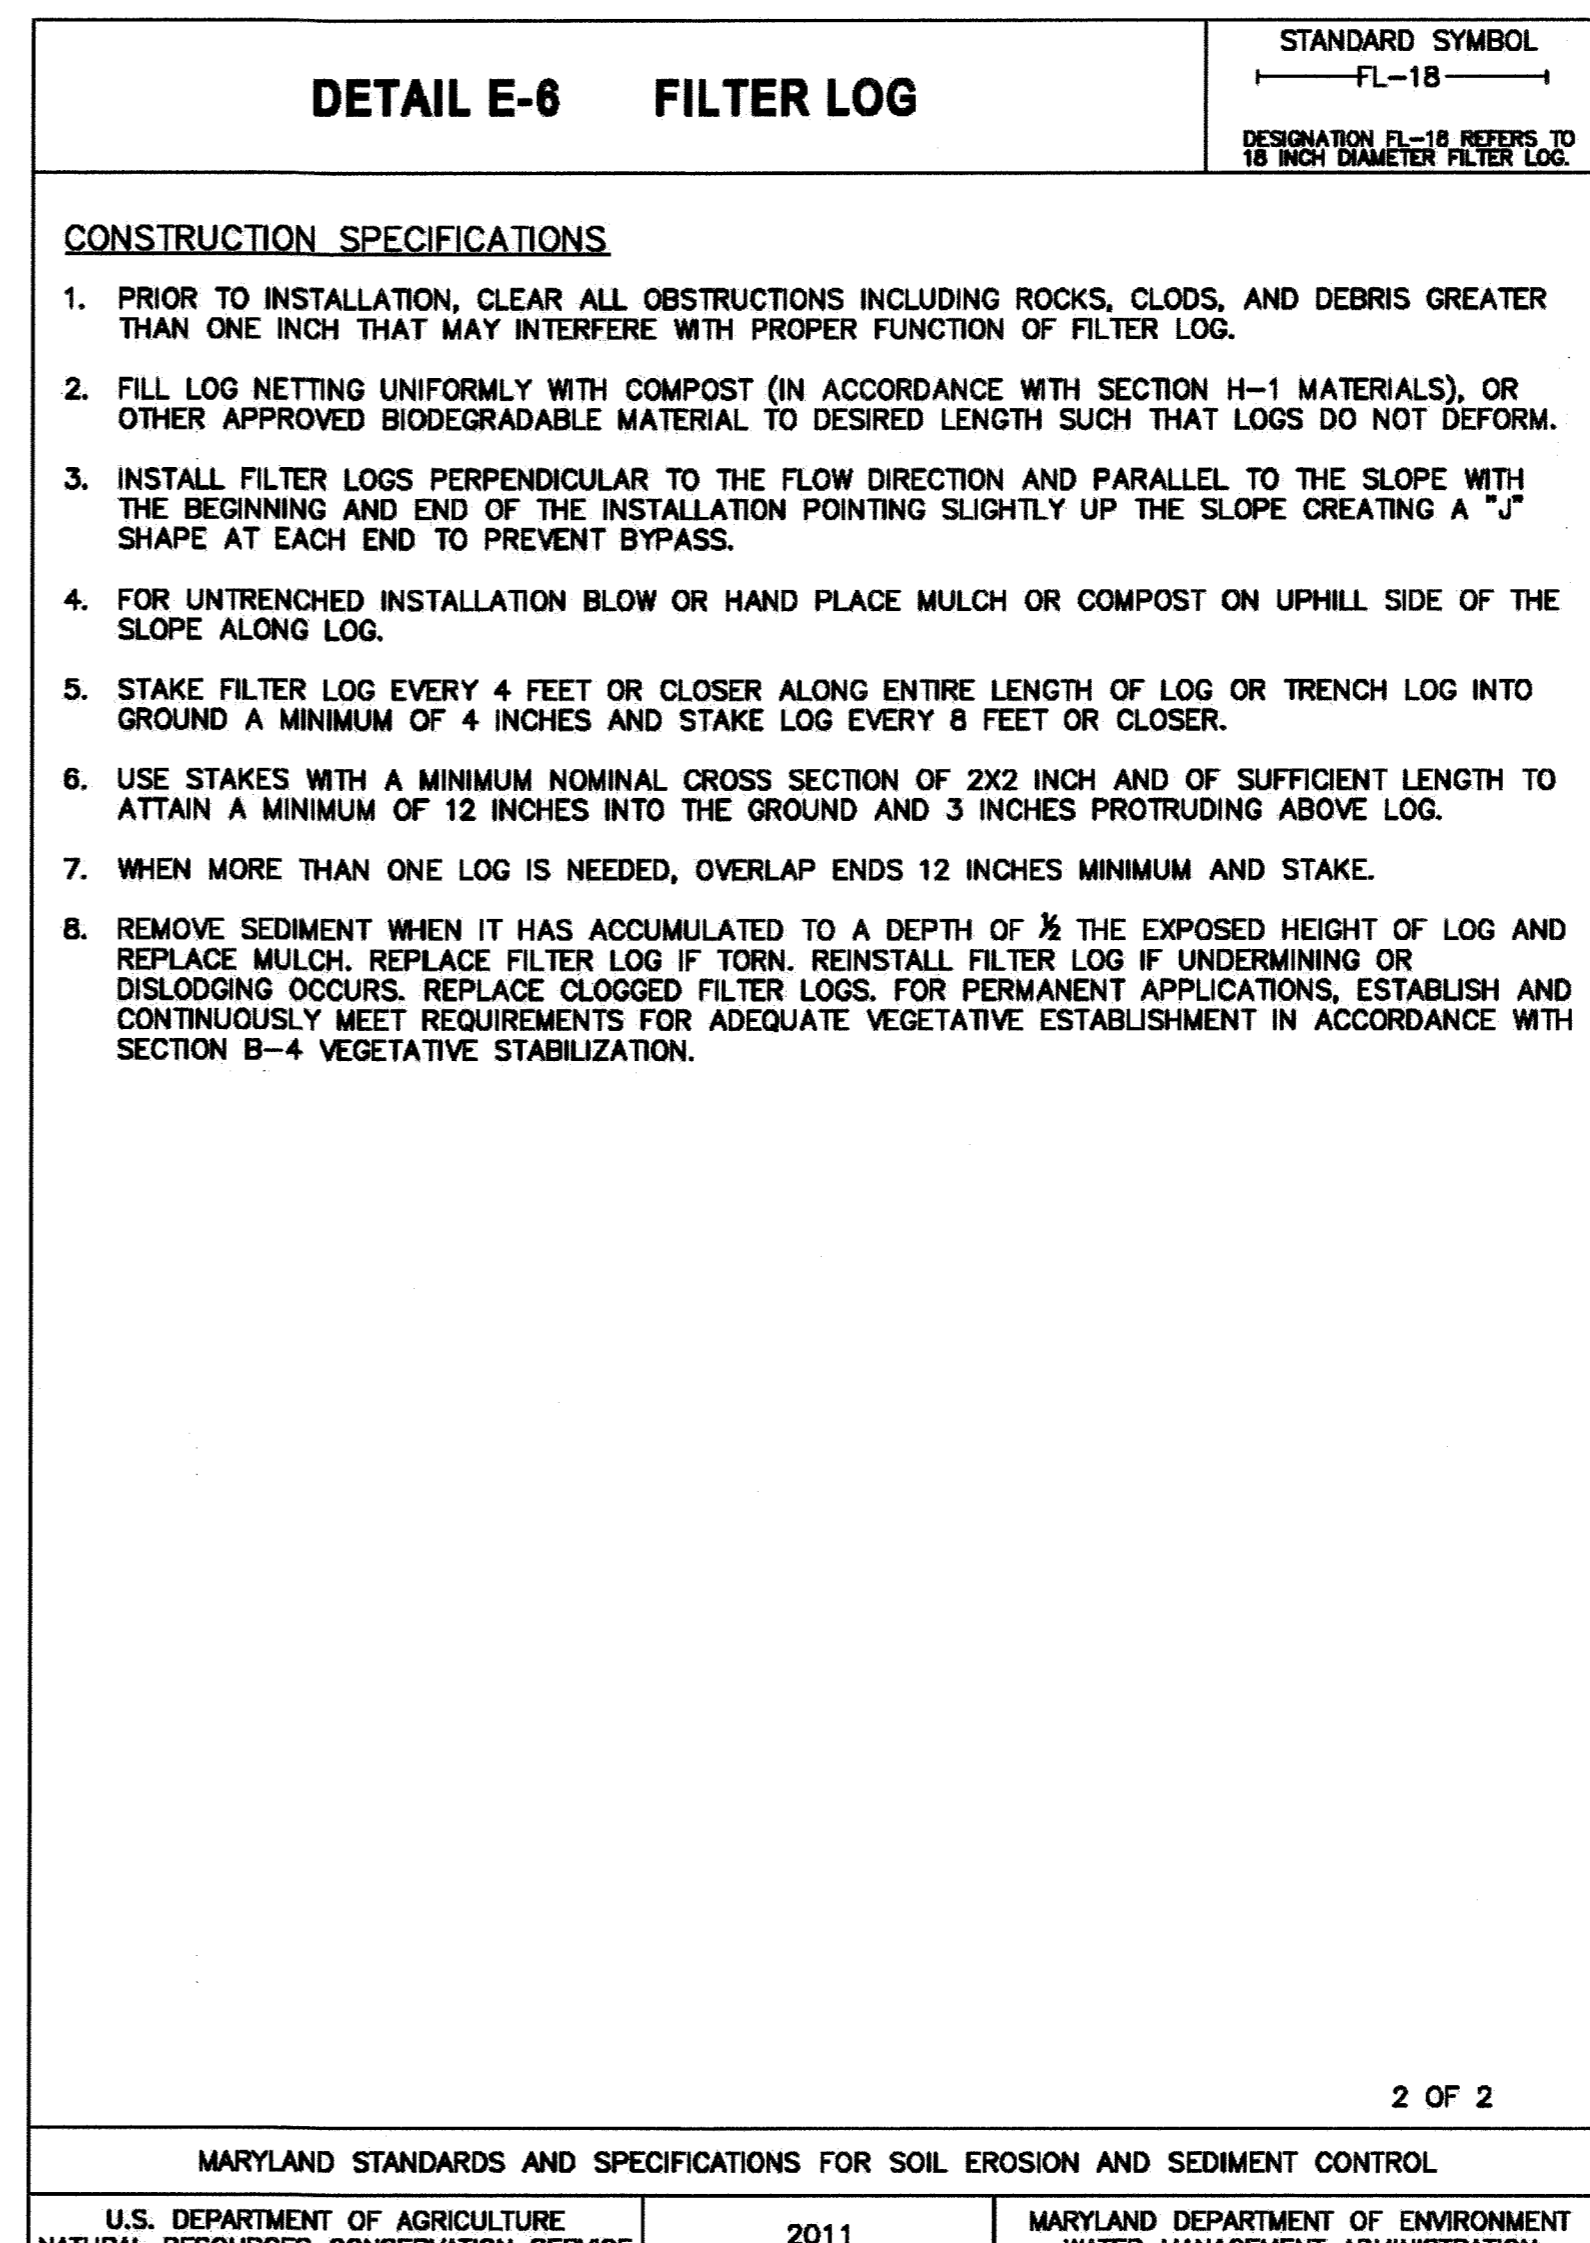 DETAIL E-6 FILTER LOG
STANDARD SYMBOL
FL-18
DESIGNATION FL-18 REFERS TO
18 INCH DIAMETER FILTER LOG.
CONSTRUCTION SPECIFICATIONS
1. PRIOR TO INSTALLATION, CLEAR ALL OBSTRUCTIONS INCLUDING ROCKS, CLODS, AND DEBRIS GREATER
THAN ONE INCH THAT MAY INTERFERE WITH PROPER FUNCTION OF FILTER LOG.
2. FILL LOG NETTING UNIFORMLY WITH COMPOST (IN ACCORDANCE WITH SECTION H-1 MATERIALS), OR
OTHER APPROVED BIODEGRADABLE MATERIAL TO DESIRED LENGTH SUCH THAT LOGS DO NOT DEFORM.
3. INSTALL FILTER LOGS PERPENDICULAR TO THE FLOW DIRECTION AND PARALLEL TO THE SLOPE WITH
THE BEGINNING AND END OF THE INSTALLATION POINTING SLIGHTLY UP THE SLOPE CREATING A "J"
SHAPE AT EACH END TO PREVENT BYPASS.
4. FOR UNTRENCHED INSTALLATION BLOW OR HAND PLACE MULCH OR COMPOST ON UPHILL SIDE OF THE
SLOPE ALONG LOG.
5. STAKE FILTER LOG EVERY 4 FEET OR CLOSER ALONG ENTIRE LENGTH OF LOG OR TRENCH LOG INTO
GROUND A MINIMUM OF 4 INCHES AND STAKE LOG EVERY 8 FEET OR CLOSER.
6. USE STAKES WITH A MINIMUM NOMINAL CROSS SECTION OF 2X2 INCH AND OF SUFFICIENT LENGTH TO
ATTAIN A MINIMUM OF 12 INCHES INTO THE GROUND AND 3 INCHES PROTRUDING ABOVE LOG.
7. WHEN MORE THAN ONE LOG IS NEEDED, OVERLAP ENDS 12 INCHES MINIMUM AND STAKE.
8. REMOVE SEDIMENT WHEN IT HAS ACCUMULATED TO A DEPTH OF ½ THE EXPOSED HEIGHT OF LOG AND
REPLACE MULCH. REPLACE FILTER LOG IF TORN. REINSTALL FILTER LOG IF UNDERMINING OR
DISLODGING OCCURS. REPLACE CLOGGED FILTER LOGS. FOR PERMANENT APPLICATIONS, ESTABLISH AND
CONTINUOUSLY MEET REQUIREMENTS FOR ADEQUATE VEGETATIVE ESTABLISHMENT IN ACCORDANCE WITH
SECTION B-4 VEGETATIVE STABILIZATION.
2 OF 2
MARYLAND STANDARDS AND SPECIFICATIONS FOR SOIL EROSION AND SEDIMENT CONTROL
U.S. DEPARTMENT OF AGRICULTURE
NATURAL RESOURCES CONSERVATION SERVICE
2011
MARYLAND DEPARTMENT OF ENVIRONMENT
WATER MANAGEMENT ADMINISTRATION